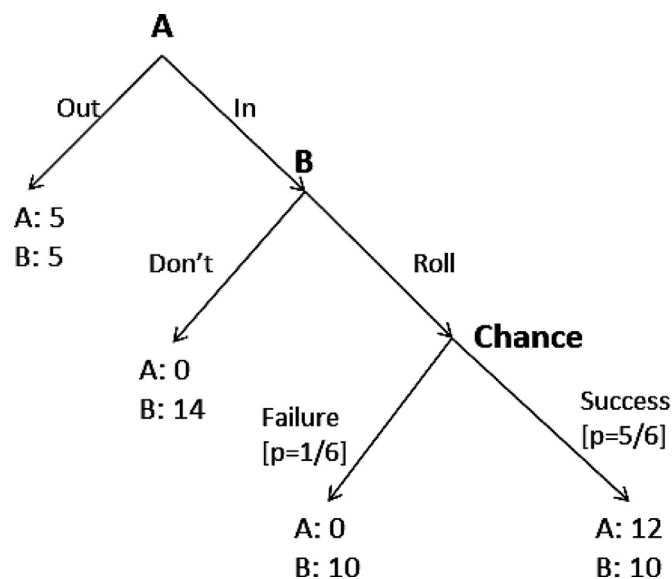 A
Out
In
B
A: 5
B: 5
Don't
Roll
Chance
A: 0
B: 14
Failure
[p=1/6]
Success
[p=5/6]
A: 0
B: 10
A: 12
B: 10